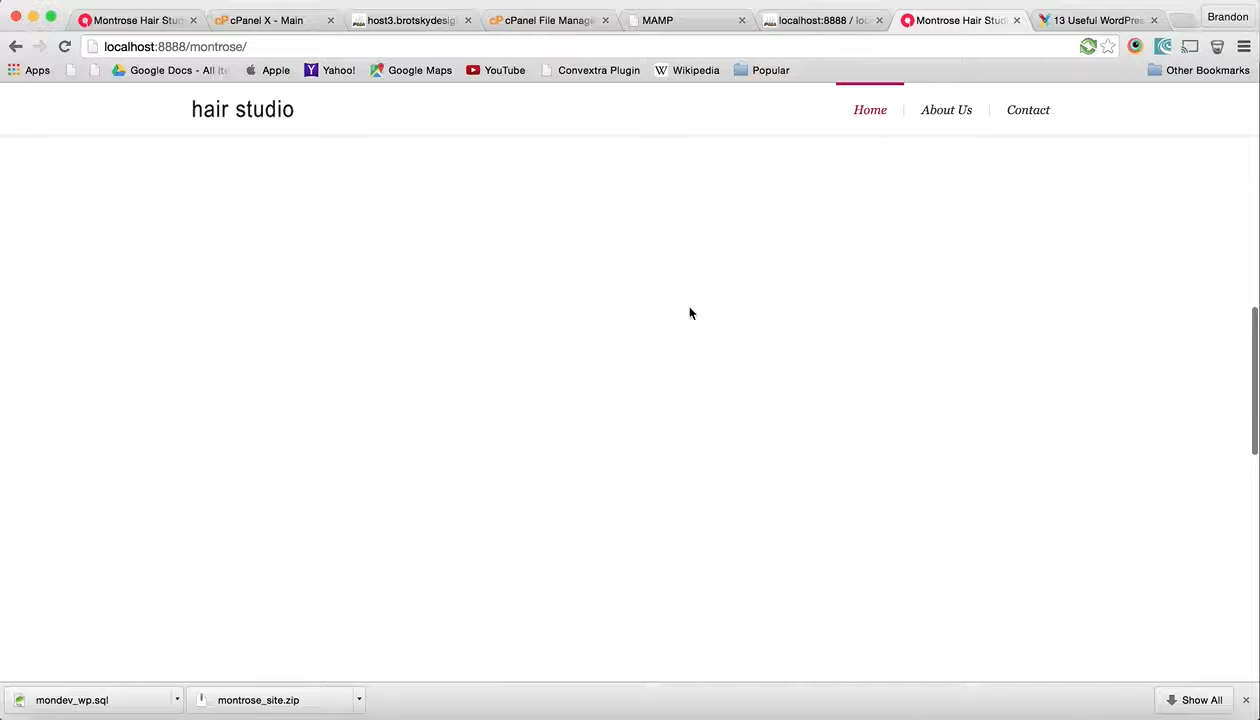 Montrose Hair Stud
cPanel X - Main
host3.brotskydesig
cPanel File Manage
MAMP
localhost:8888 / loc
Montrose Hair Stud
13 Useful WordPres
Brandon
localhost:8888/montrose/
Apps
Google Docs - All ite
Apple
Yahoo!
Google Maps
YouTube
Convextra Plugin
Wikipedia
Popular
Other Bookmarks
hair studio
Home
About Us
Contact
mondev_wp.sql
montrose_site.zip
Show All